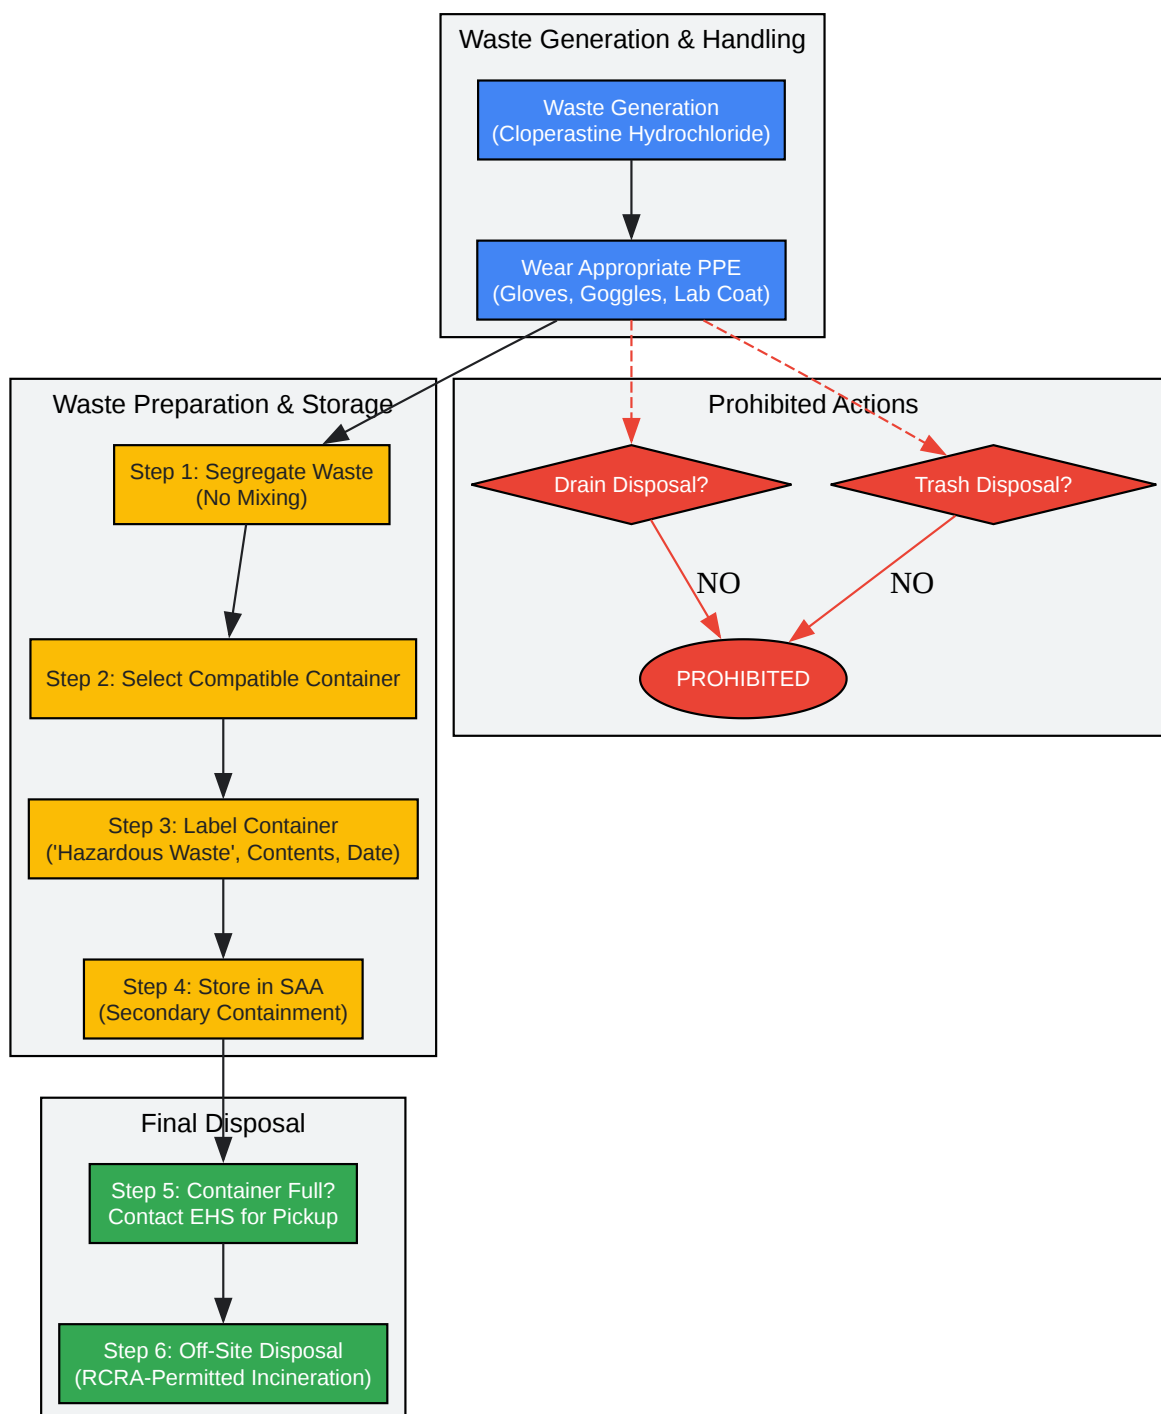 Waste Generation & Handling
Waste Generation
(Cloperastine Hydrochloride)
Wear Appropriate PPE
(Gloves, Goggles, Lab Coat)
Waste Preparation & Storage
Step 1: Segregate Waste
(No Mixing)
Step 2: Select Compatible Container
Step 3: Label Container
('Hazardous Waste', Contents, Date)
Step 4: Store in SAA
(Secondary Containment)
Prohibited Actions
Drain Disposal?
Trash Disposal?
NO
NO
PROHIBITED
Final Disposal
Step 5: Container Full?
Contact EHS for Pickup
Step 6: Off-Site Disposal
(RCRA-Permitted Incineration)